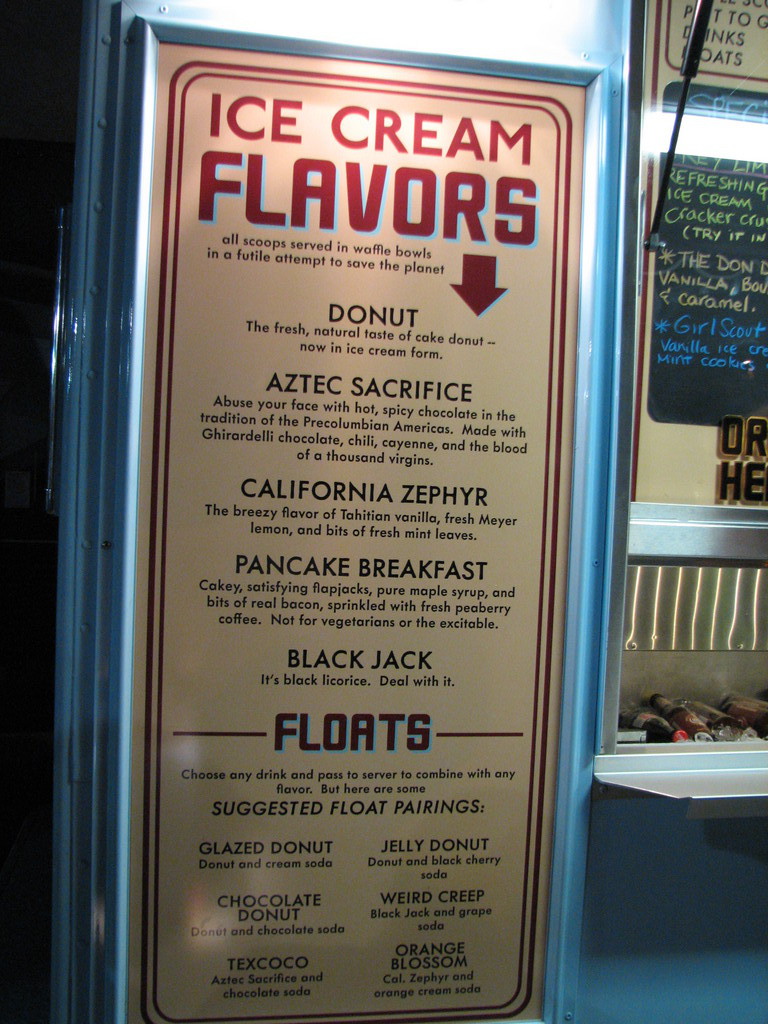 ICE CREAM
FLAVORS
all scoops served in waffle bowls
in a futile attempt to save the planet
DONUT
The fresh, natural taste of cake donut --
now in ice cream form.
AZTEC SACRIFICE
Abuse your face with hot, spicy chocolate in the
tradition of the Precolumbian Americas. Made with
Ghirardelli chocolate, chili, cayenne, and the blood
of a thousand virgins.
CALIFORNIA ZEPHYR
The breezy flavor of Tahitian vanilla, fresh Meyer
lemon, and bits of fresh mint leaves.
PANCAKE BREAKFAST
Cakey, satisfying flapjacks, pure maple syrup, and
bits of real bacon, sprinkled with fresh peaberry
coffee. Not for vegetarians or the excitable.
BLACK JACK
It's black licorice. Deal with it.
FLOATS
Choose any drink and pass to server to combine with any
flavor. But here are some
SUGGESTED FLOAT PAIRINGS:
GLAZED DONUT
Donut and cream soda
JELLY DONUT
Donut and black cherry
soda
CHOCOLATE
DONUT
Donut and chocolate soda
WEIRD CREEP
Black Jack and grape
soda
TEXCOCO
Aztec Sacrifice and
chocolate soda
ORANGE
BLOSSOM
Cal. Zephyr and
orange cream soda
TO G
REFRESHING
ICE CREAM
Cracker cru
(TRY IT IN
*THE DON D
VANILLA, Bou
& caramel.
*Girl Scout
Vanilla ice cre
Mint cookies
OR
HE